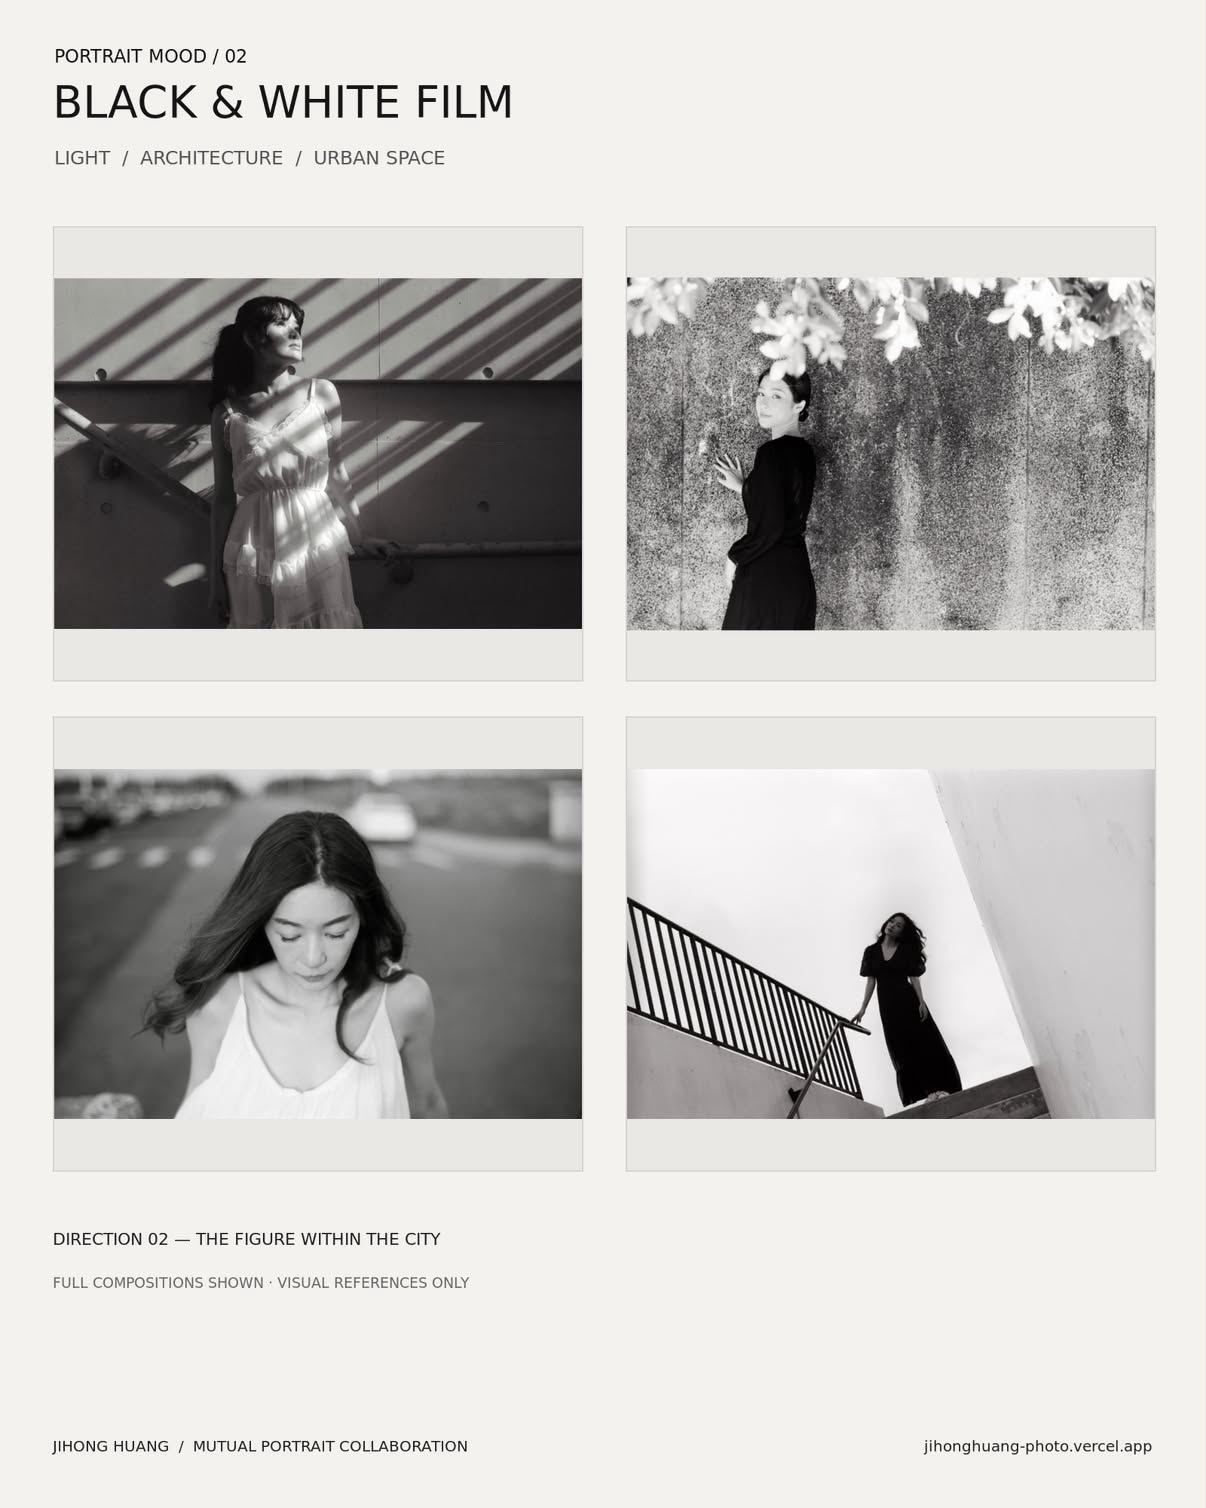 PORTRAIT MOOD / 02
BLACK & WHITE FILM
LIGHT / ARCHITECTURE / URBAN SPACE
DIRECTION 02 — THE FIGURE WITHIN THE CITY
FULL COMPOSITIONS SHOWN · VISUAL REFERENCES ONLY
JIHONG HUANG / MUTUAL PORTRAIT COLLABORATION
jihonghuang-photo.vercel.app